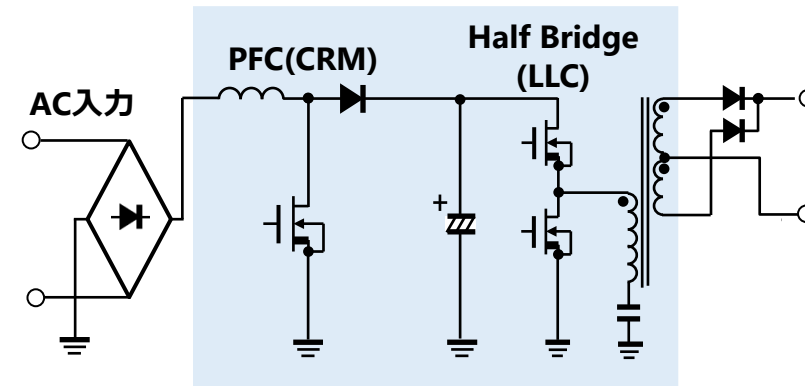 Half Bridge
(LLC)
PFC(CRM)
AC入力
+